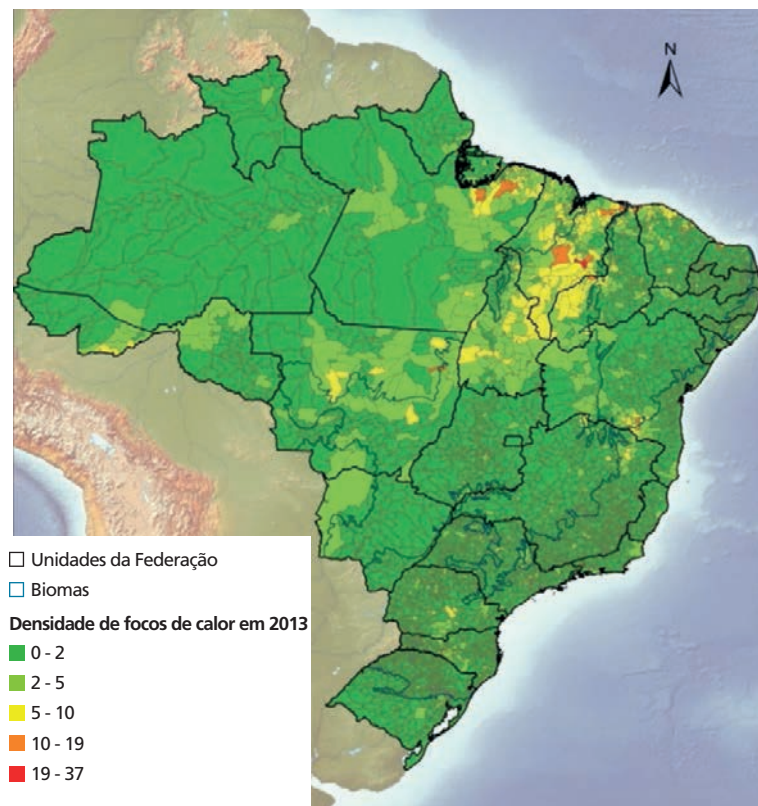 N
Unidades da Federação
Biomas
Densidade de focos de calor em 2013
0 - 2
2 - 5
5 - 10
10 - 19
19 - 37